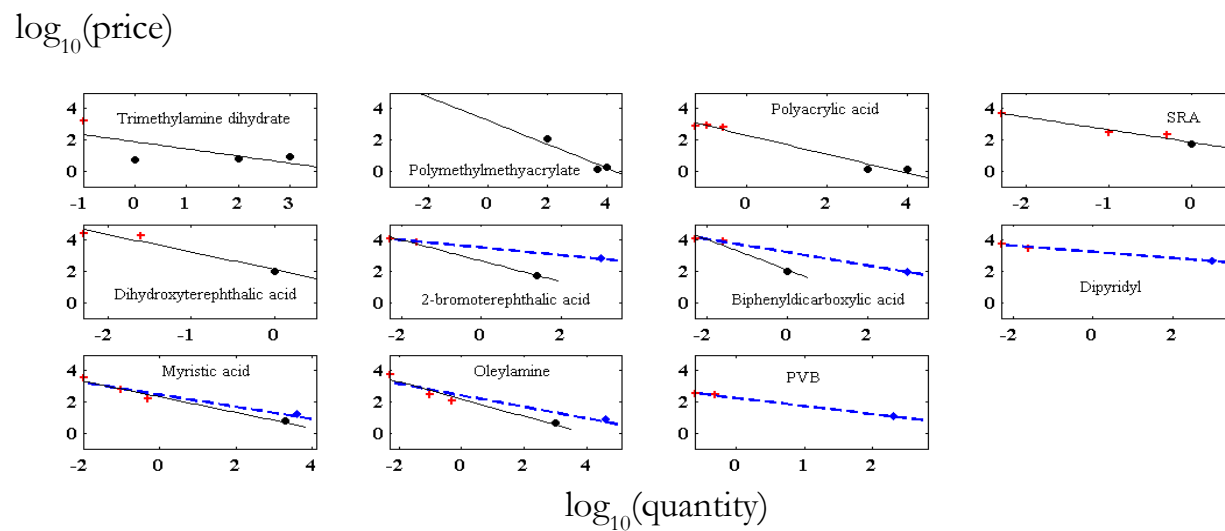 log10(price)
4
2
0
Trimethylamine dihydrate
-1 0 1 2 3
4
2
0
Polymethylmethyacrylate
-2 0 2 4
4
2
0
Polyacrylic acid
0 2 4
4
2
0
SRA
-2 -1 0
4
2
0
Dihydroxyterephthalic acid
-2 -1 0
4
2
0
2-bromoterephthalic acid
-2 0 2
4
2
0
Biphenyldicarboxylic acid
-2 0 2
4
2
0
Dipyridyl
-2 0 2
4
2
0
Myristic acid
-2 0 2 4
4
2
0
Oleylamine
-2 0 2 4
4
2
0
PVB
0 1 2
log10(quantity)